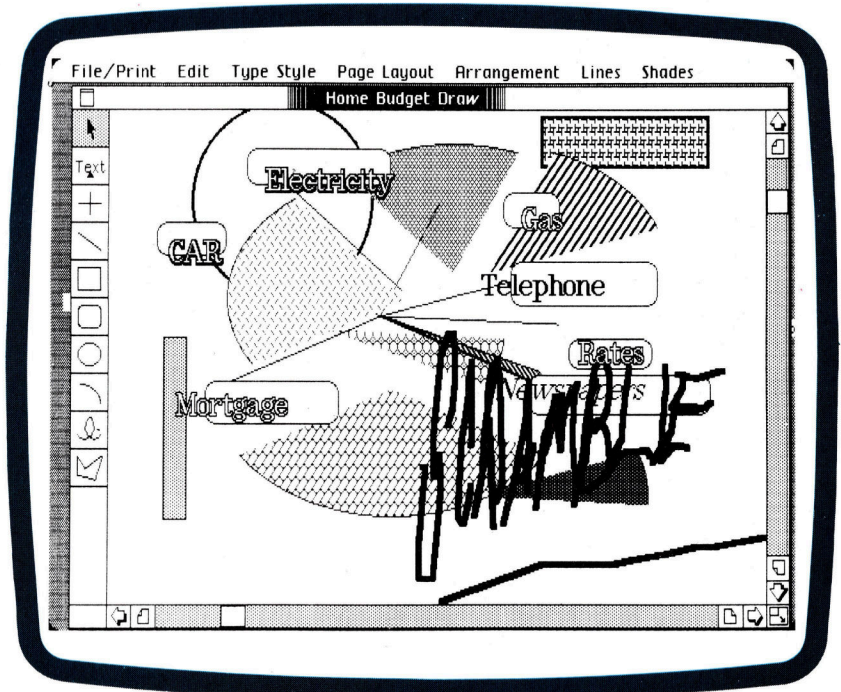 File/Print Edit Type Style Page Layout Arrangement Lines Shades
Home Budget Draw
Text
Electricity
Gas
CAR
Telephone
Rates
Newspapers
Mortgage